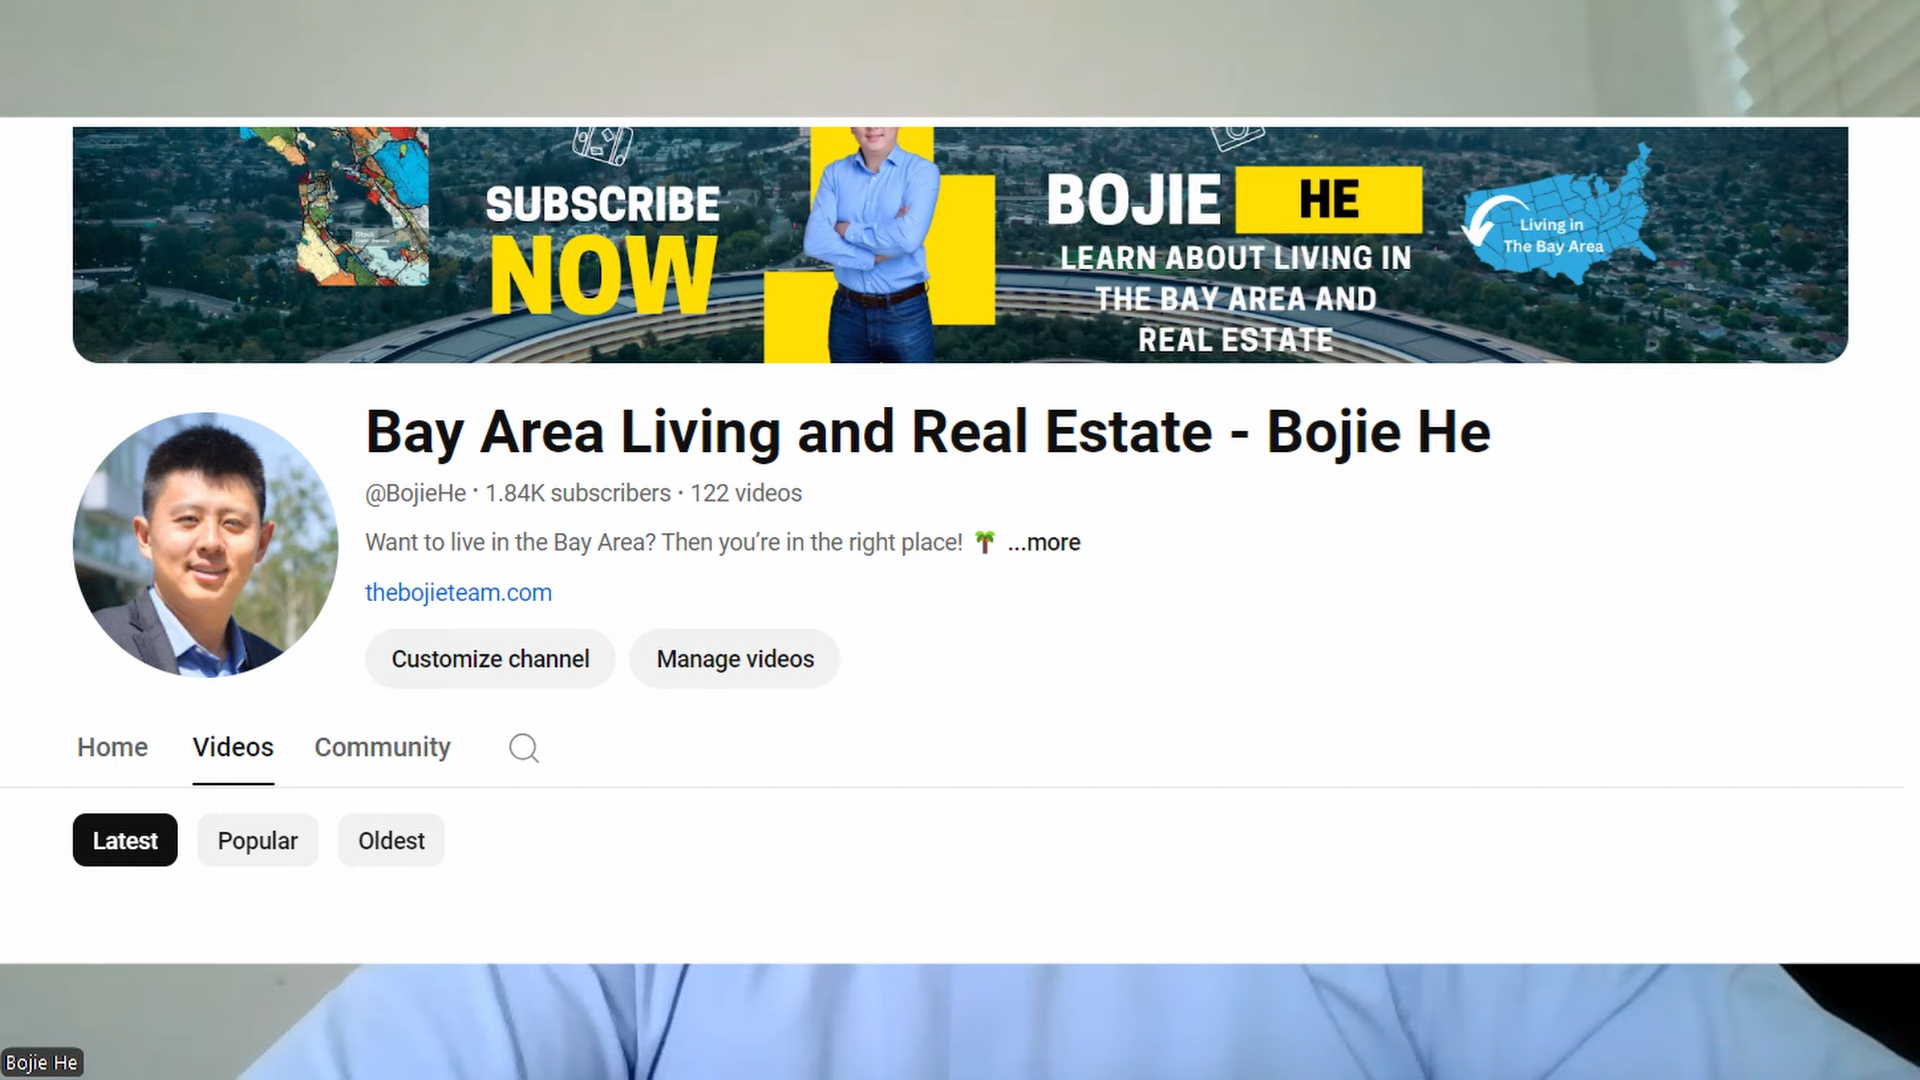 SUBSCRIBE
NOW
BOJIE HE
LEARN ABOUT LIVING IN
THE BAY AREA AND
REAL ESTATE
Living in
The Bay Area
Bay Area Living and Real Estate - Bojie He
@BojieHe · 1.84K subscribers · 122 videos
Want to live in the Bay Area? Then you’re in the right place! 🌴 ...more
thebojieteam.com
Customize channel
Manage videos
Home
Videos
Community
Latest
Popular
Oldest
Bojie He